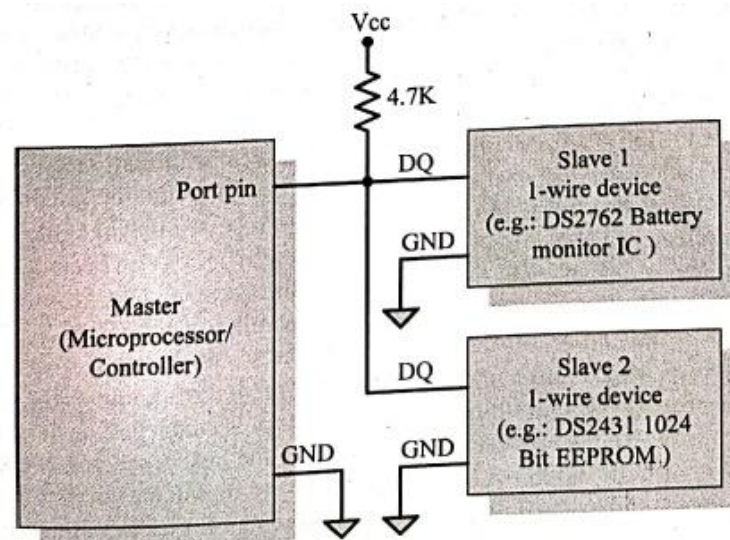 Vcc
4.7K
Port pin
DQ
Slave 1
1-wire device
(e.g.: DS2762 Battery
monitor IC )
GND
Master
(Microprocessor/
Controller)
GND
DQ
Slave 2
1-wire device
(e.g.: DS2431 1024
Bit EEPROM )
GND